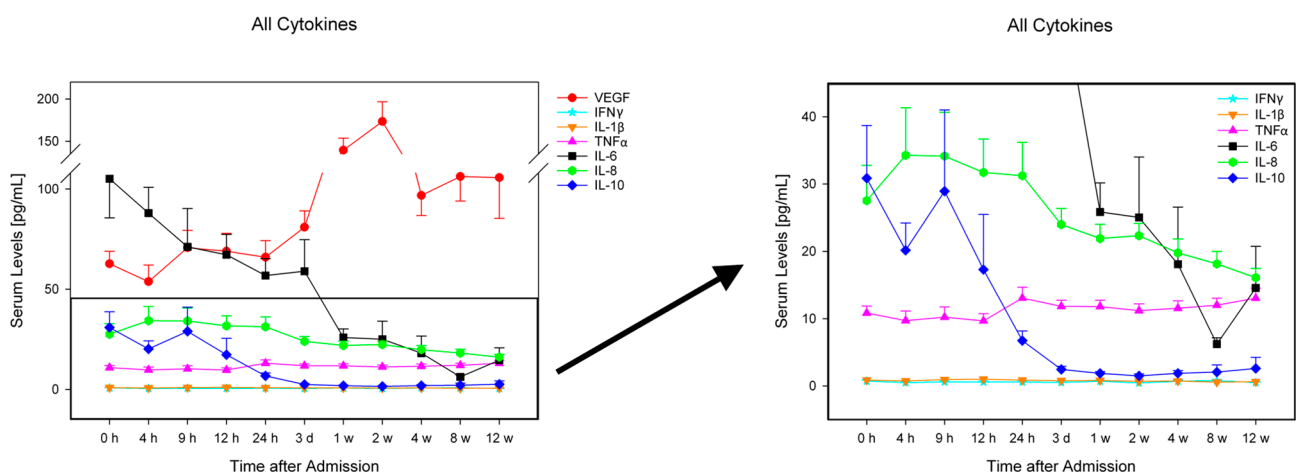 All Cytokines
Serum Levels [pg/mL]
200
150
100
50
0
0 h 4 h 9 h 12 h 24 h 3 d 1 w 2 w 4 w 8 w 12 w
Time after Admission
VEGF
IFNγ
IL-1β
TNFα
IL-6
IL-8
IL-10
All Cytokines
Serum Levels [pg/mL]
40
30
20
10
0
0 h 4 h 9 h 12 h 24 h 3 d 1 w 2 w 4 w 8 w 12 w
Time after Admission
IFNγ
IL-1β
TNFα
IL-6
IL-8
IL-10